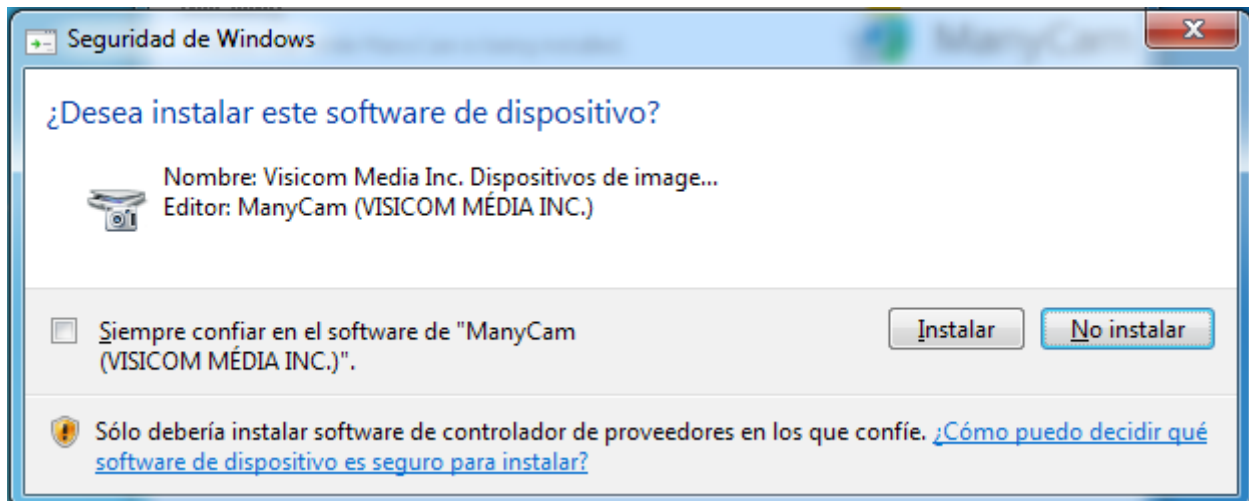 Seguridad de Windows
ManyCam
¿Desea instalar este software de dispositivo?
Nombre: Visicom Media Inc. Dispositivos de image...
Editor: ManyCam (VISICOM MÉDIA INC.)
Siempre confiar en el software de "ManyCam
(VISICOM MÉDIA INC.)".
Instalar
No instalar
Sólo debería instalar software de controlador de proveedores en los que confíe. ¿Cómo puedo decidir qué
software de dispositivo es seguro para instalar?